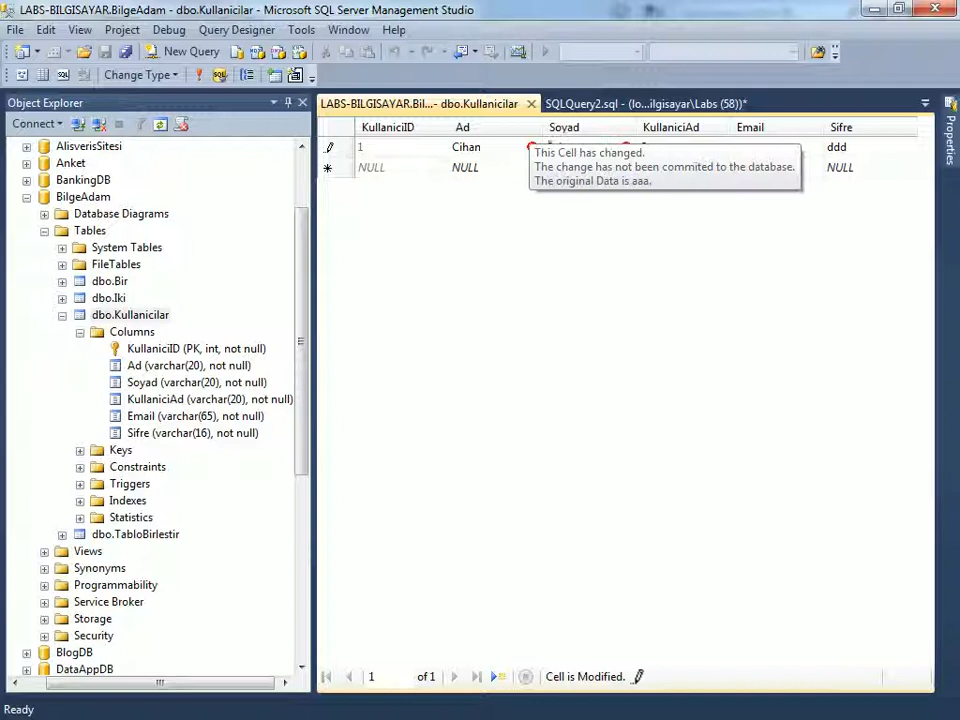 LABS-BILGISAYAR.BilgeAdam - dbo.Kullanicilar - Microsoft SQL Server Management Studio
File Edit View Project Debug Query Designer Tools Window Help
New Query
Change Type
Object Explorer
Connect
AlisverisSitesi
Anket
BankingDB
BilgeAdam
Database Diagrams
Tables
System Tables
FileTables
dbo.Bir
dbo.Iki
dbo.Kullanicilar
Columns
KullaniciID (PK, int, not null)
Ad (varchar(20), not null)
Soyad (varchar(20), not null)
KullaniciAd (varchar(20), not null)
Email (varchar(65), not null)
Sifre (varchar(16), not null)
Keys
Constraints
Triggers
Indexes
Statistics
dbo.TabloBirlestir
Views
Synonyms
Programmability
Service Broker
Storage
Security
BlogDB
DataAppDB
LABS-BILGISAYAR.Bil...- dbo.Kullanicilar
SQLQuery2.sql - (lo...ilgisayar\Labs (58))*
KullaniciID Ad Soyad KullaniciAd Email Sifre
1 Cihan ddd
NULL NULL NULL
This Cell has changed.
The change has not been commited to the database.
The original Data is aaa.
1 of 1 Cell is Modified.
Properties
Ready